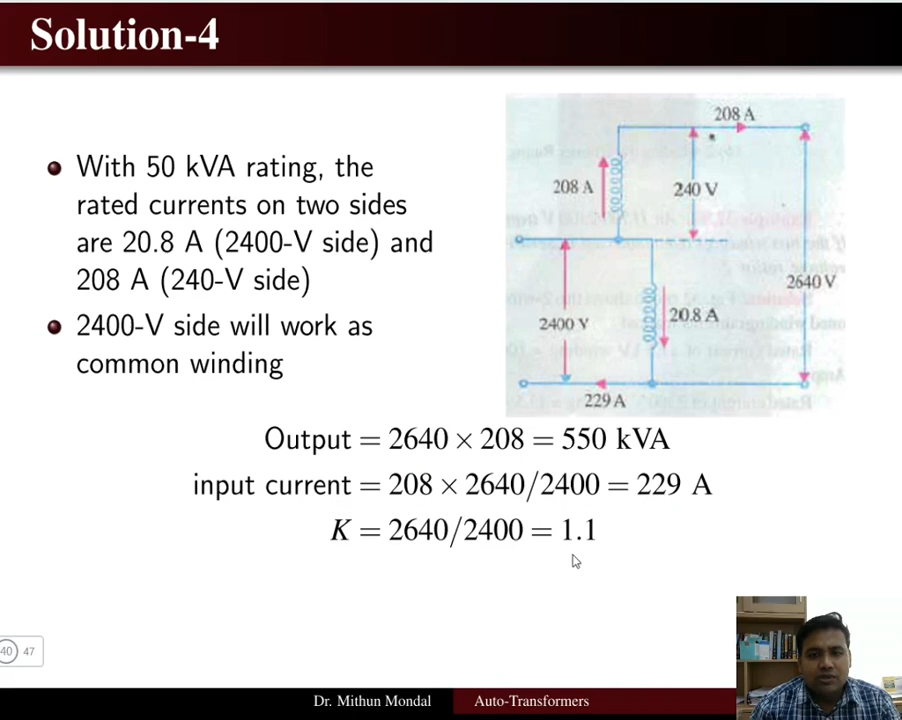 Solution-4
With 50 kVA rating, the
rated currents on two sides
are 20.8 A (2400-V side) and
208 A (240-V side)
2400-V side will work as
common winding
208 A
208 A
240 V
2640 V
2400 V
20.8 A
229 A
Output = 2640 × 208 = 550 kVA
input current = 208 × 2640/2400 = 229 A
K = 2640/2400 = 1.1
40 47
Dr. Mithun Mondal Auto-Transformers